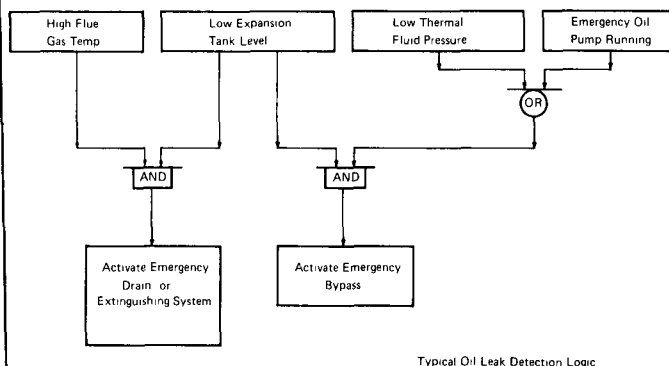 High Flue
Gas Temp
Low Expansion
Tank Level
Low Thermal
Fluid Pressure
Emergency Oil
Pump Running
OR
AND
AND
Activate Emergency
Drain or
Extinguishing System
Activate Emergency
Bypass
Typical Oil Leak Detection Logic